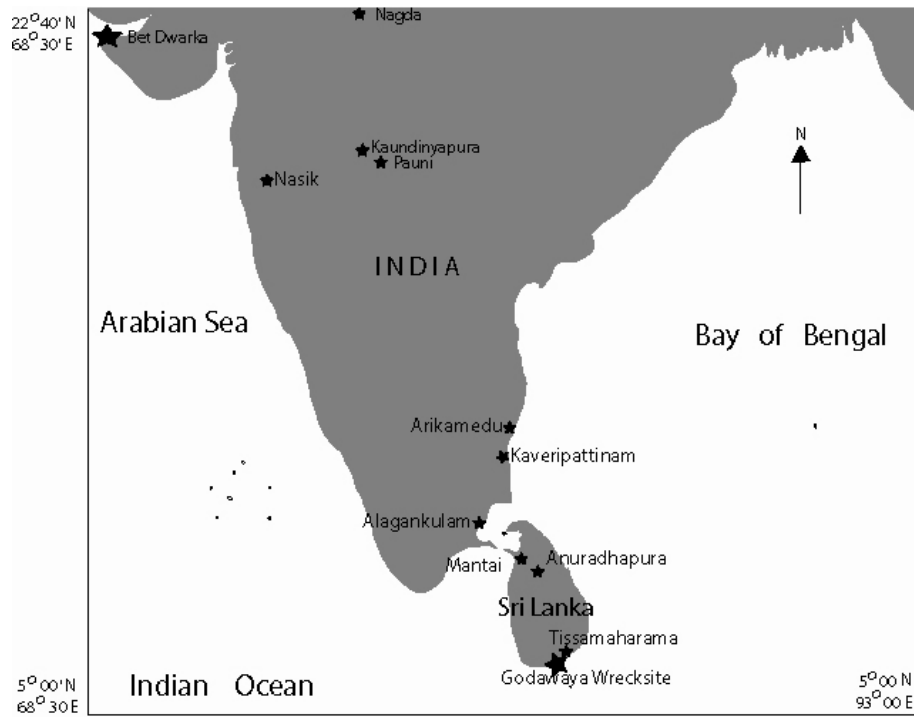 22°40' N
68°30' E
Nagda
Bet Dwarka
N
Kaundinyapura
Pauni
Nasik
INDIA
Arabian Sea
Bay of Bengal
Arikamedu
Kaveripattinam
Alagankulam
Mantai
Anuradhapura
Sri Lanka
Tissamaharama
Godawaya Wrecksite
5°00' N
68°30 E
Indian Ocean
5°00 N
93°00 E